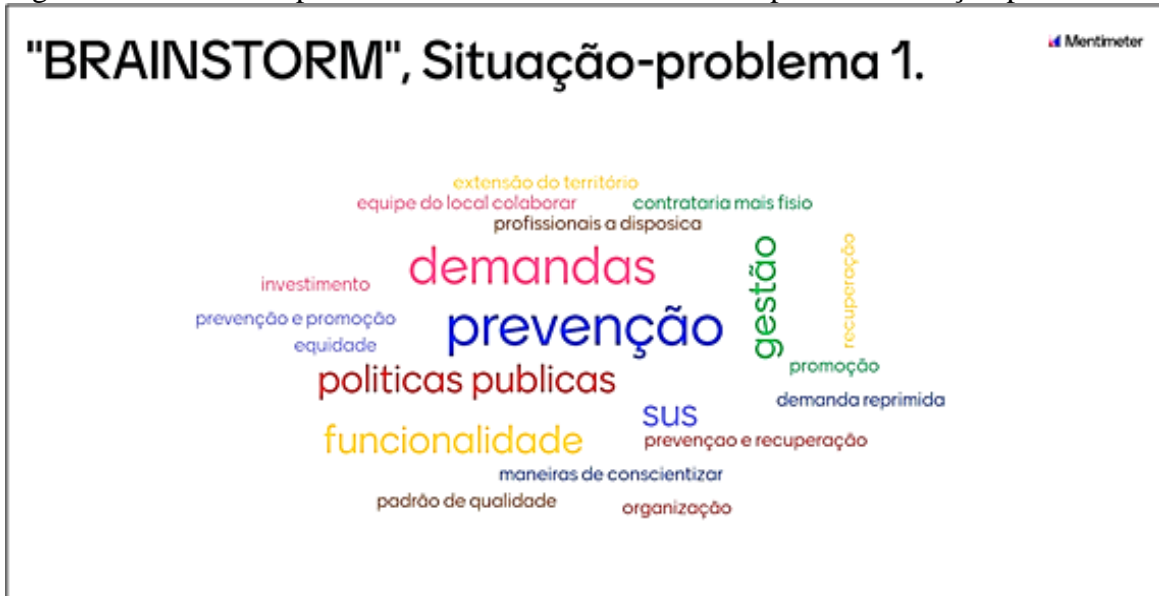 "BRAINSTORM", Situação-problema 1.
Mentimeter
extensão do território
equipe do local colaborar
contrataria mais fisio
profissionais a disposica
demandas
gestão
recuperação
investimento
prevenção e promoção
prevenção
equidade
promoção
politicas publicas
demanda reprimida
sus
funcionalidade
prevençao e recuperação
maneiras de conscientizar
padrão de qualidade
organização